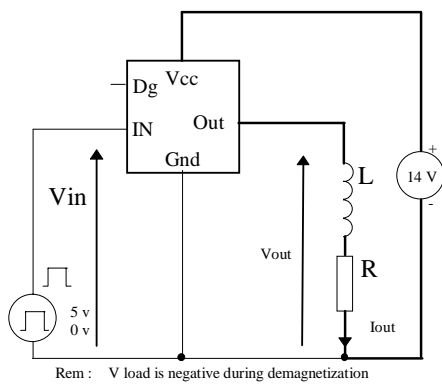 Vcc
Dg
IN
Out
Gnd
Vin
L
+
14 V
-
Vout
R
5 v
0 v
Iout
Rem : V load is negative during demagnetization